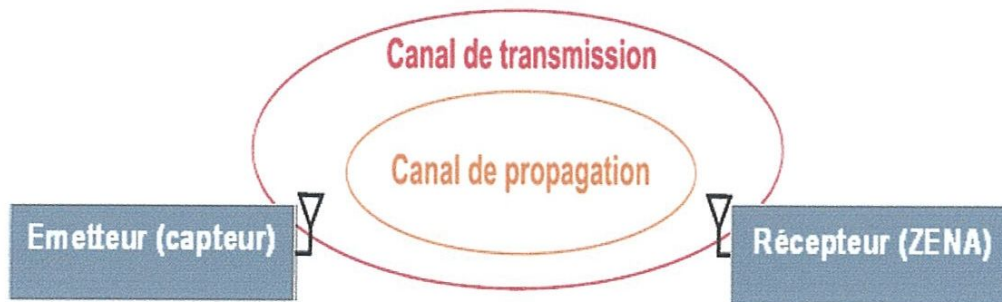 Canal de transmission
Canal de propagation
Emetteur (capteur)
Récepteur (ZENA)